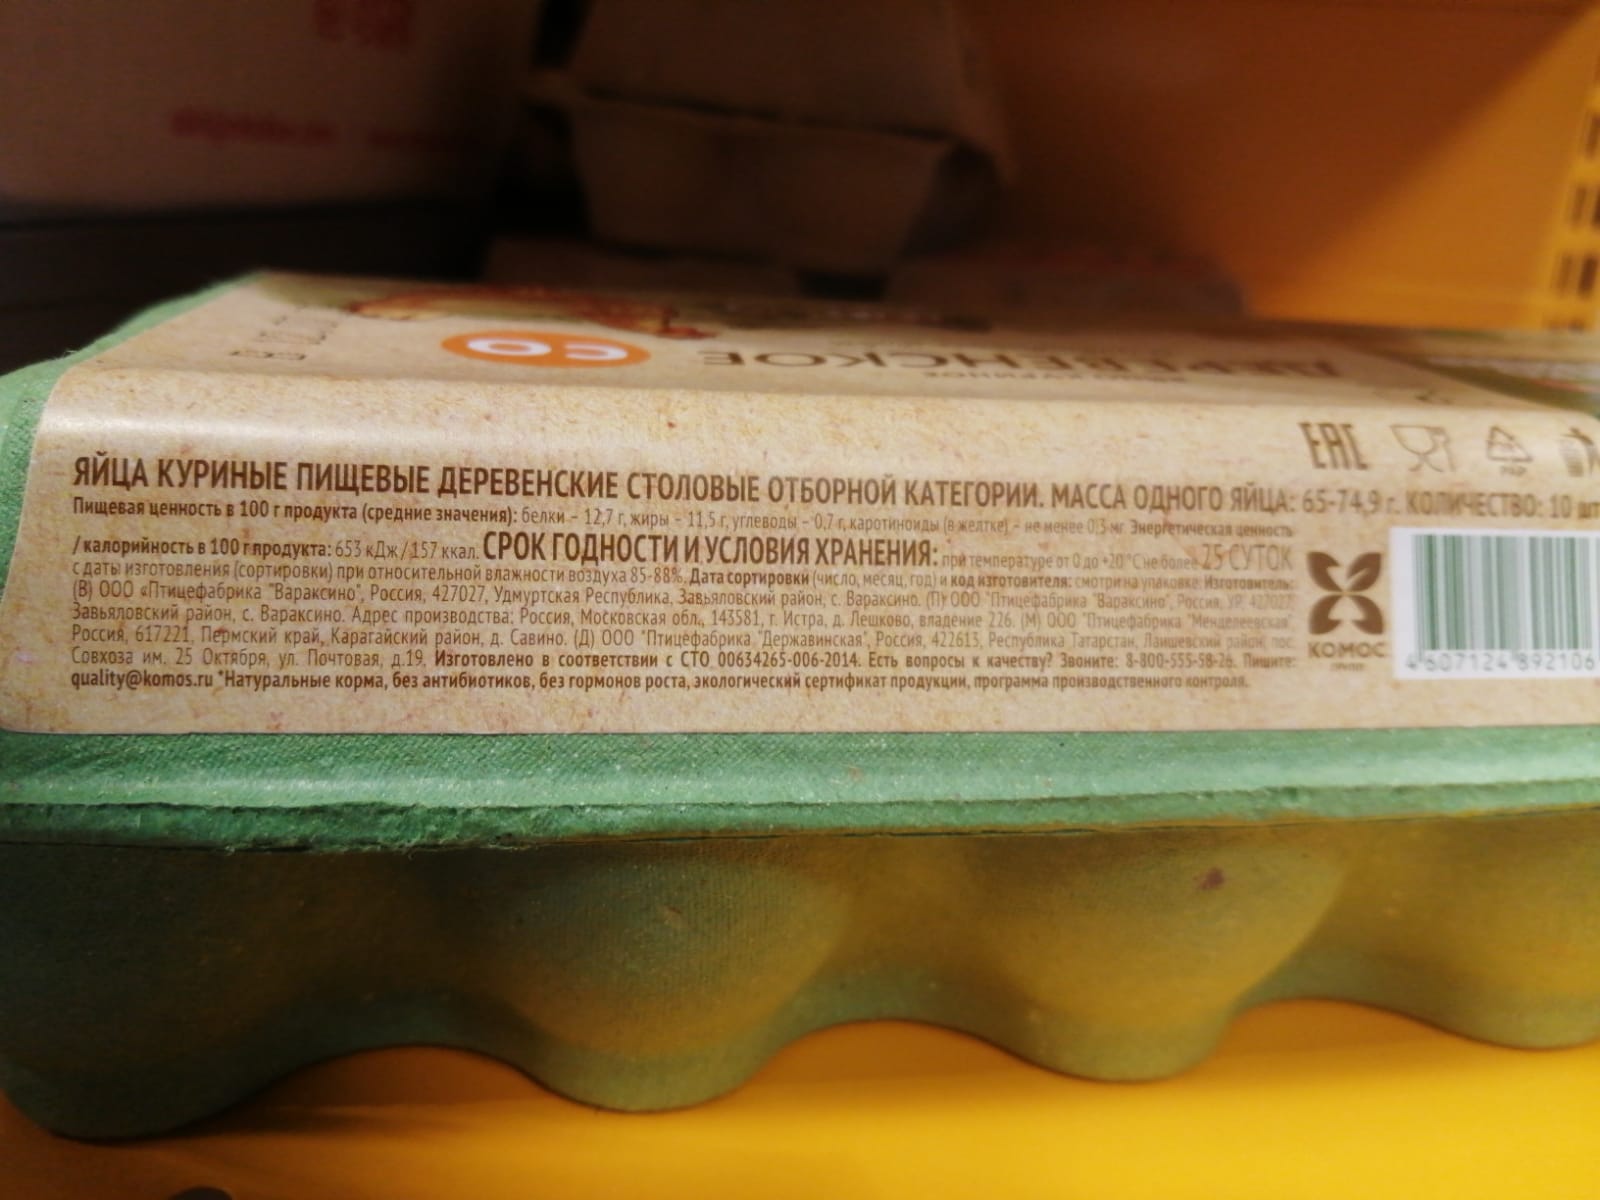 СО
ДЕРЕВЕНСКОЕ
ЕАС
ЯЙЦА КУРИНЫЕ ПИЩЕВЫЕ ДЕРЕВЕНСКИЕ СТОЛОВЫЕ ОТБОРНОЙ КАТЕГОРИИ. МАССА ОДНОГО ЯЙЦА: 65-74,9 г. КОЛИЧЕСТВО: 10 шт
Пищевая ценность в 100 г продукта (средние значения): белки – 12,7 г, жиры – 11,5 г, углеводы – 0,7 г, каротиноиды (в желтке) – не менее 0,3 мг. Энергетическая ценность
/ калорийность в 100 г продукта: 653 кДж/157 ккал. СРОК ГОДНОСТИ И УСЛОВИЯ ХРАНЕНИЯ: при температуре от 0 до +20°С не более 25 СУТОК
с даты изготовления (сортировки) при относительной влажности воздуха 85-88%. Дата сортировки (число, месяц, год) и код изготовителя: смотри на упаковке. Изготовитель:
(В) ООО «Птицефабрика "Вараксино", Россия, 427027, Удмуртская Республика, Завьяловский район, с. Вараксино. (П) ООО "Птицефабрика "Вараксино", Россия, УР, 427027,
Завьяловский район, с. Вараксино. Адрес производства: Россия, Московская обл., 143581, г. Истра, д. Лешково, владение 226. (М) ООО "Птицефабрика "Менделеевская",
Россия, 617221, Пермский край, Карагайский район, д. Савино. (Д) ООО "Птицефабрика "Державинская", Россия, 422613, Республика Татарстан, Лаишевский район, пос.
Совхоза им. 25 Октября, ул. Почтовая, д.19. Изготовлено в соответствии с СТО 00634265-006-2014. Есть вопросы к качеству? Звоните: 8-800-555-58-26. Пишите:
quality@komos.ru *Натуральные корма, без антибиотиков, без гормонов роста, экологический сертификат продукции, программа производственного контроля.
КОМОС
ГРУПП
4607124892106